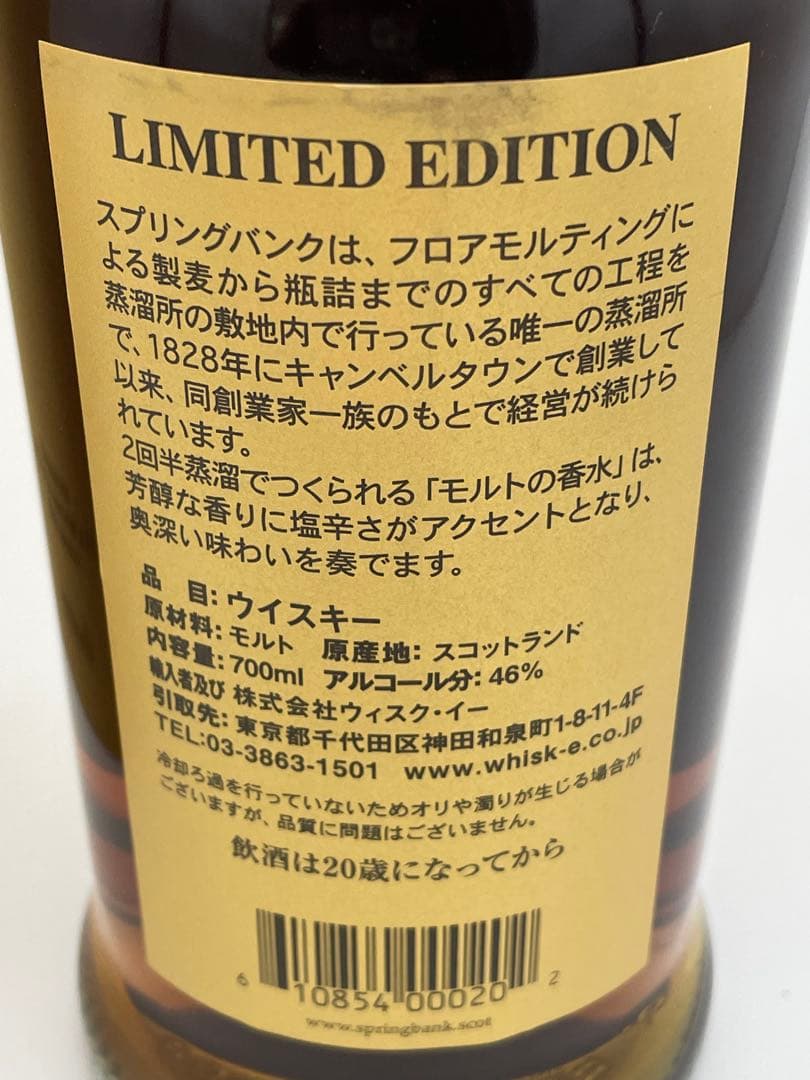 LIMITED EDITION
スプリングバンクは、フロアモルティングに
よる製麦から瓶詰までのすべての工程を
蒸溜所の敷地内で行っている唯一の蒸溜所
で、1828年にキャンベルタウンで創業して
以来、同創業家一族のもとで経営が続けら
れています。
2回半蒸溜でつくられる「モルトの香水」は、
芳醇な香りに塩辛さがアクセントとなり、
奥深い味わいを奏でます。
品 目：ウイスキー
原材料：モルト 原産地：スコットランド
内容量：700ml アルコール分：46%
輸入者及び 株式会社ウィスク・イー
引取先：東京都千代田区神田和泉町1-8-11-4F
TEL:03-3863-1501 www.whisk-e.co.jp
冷却ろ過を行っていないためオリや濁りが生じる場合が
ございますが、品質に問題はございません。
飲酒は20歳になってから
6 10854 00020 2
www.springbank.scot